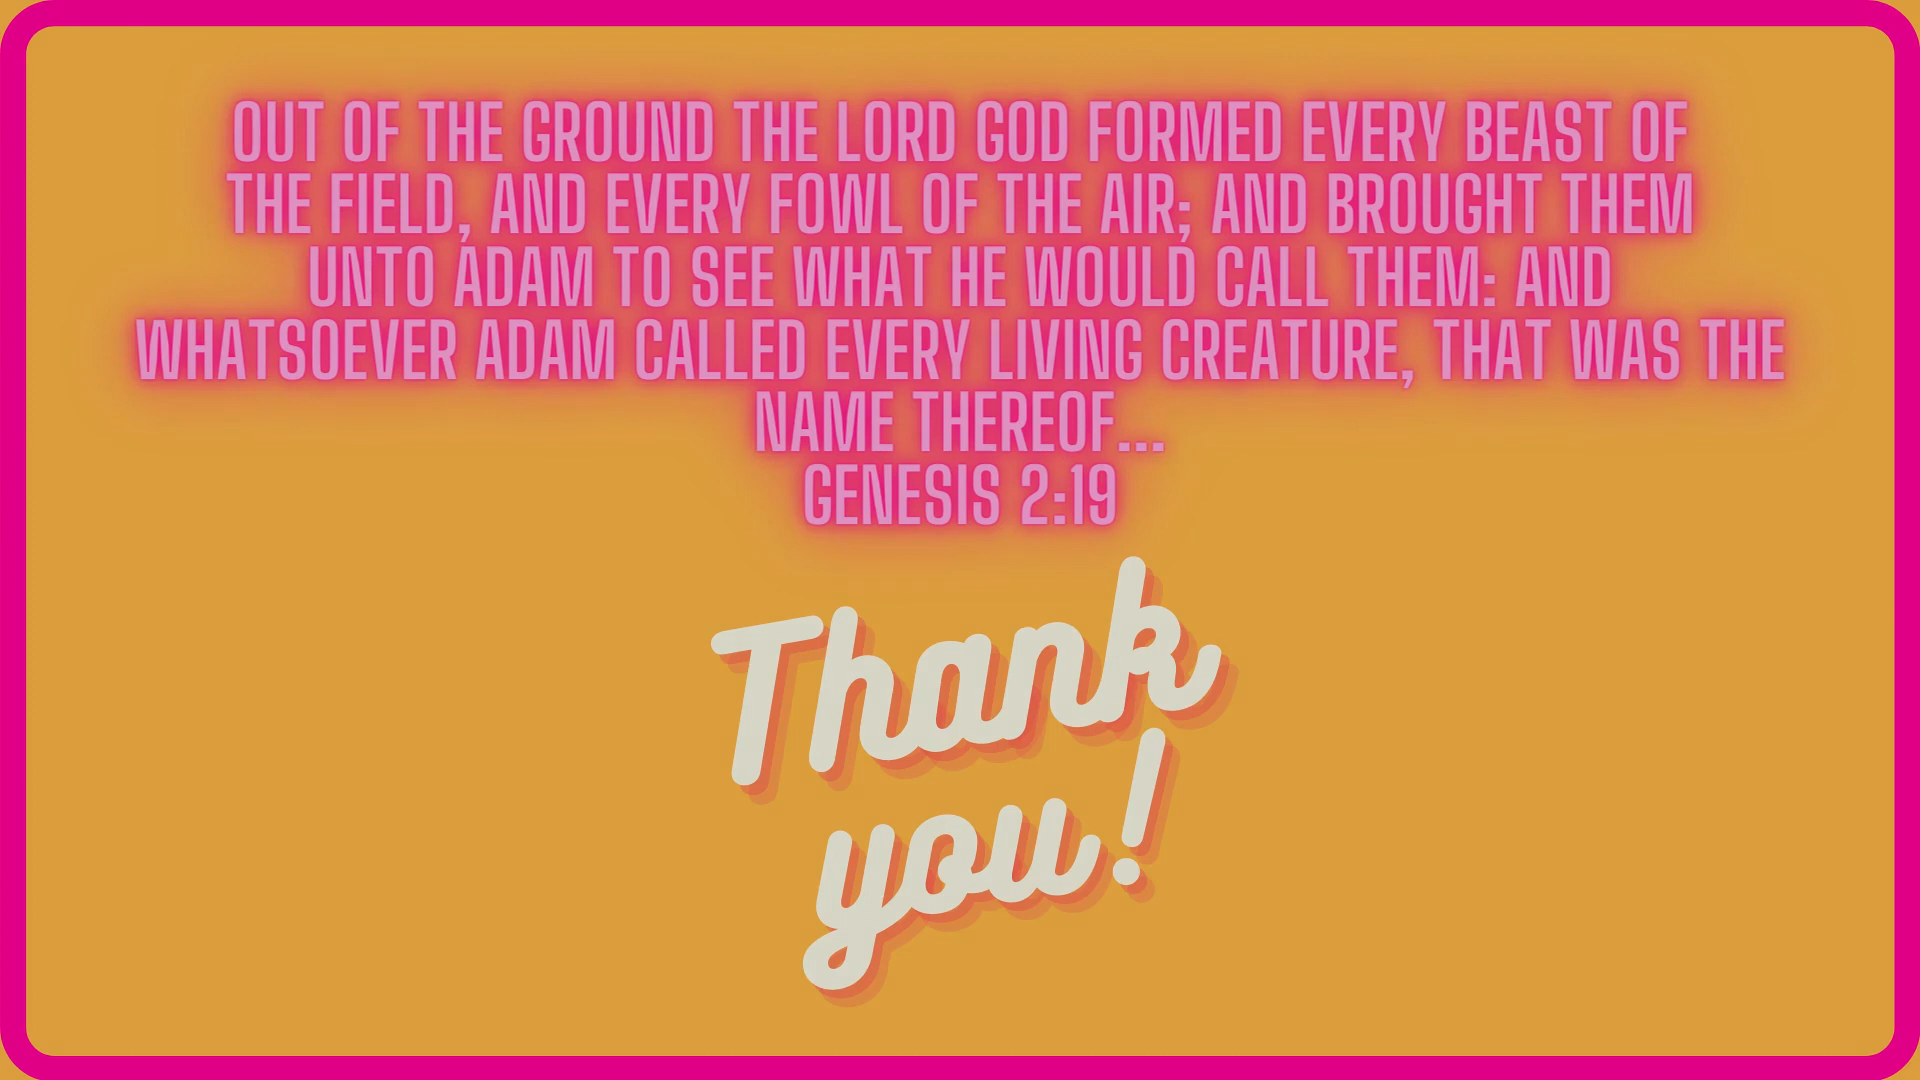 OUT OF THE GROUND THE LORD GOD FORMED EVERY BEAST OF
THE FIELD, AND EVERY FOWL OF THE AIR; AND BROUGHT THEM
UNTO ADAM TO SEE WHAT HE WOULD CALL THEM: AND
WHATSOEVER ADAM CALLED EVERY LIVING CREATURE, THAT WAS THE
NAME THEREOF...
GENESIS 2:19
Thank
you!